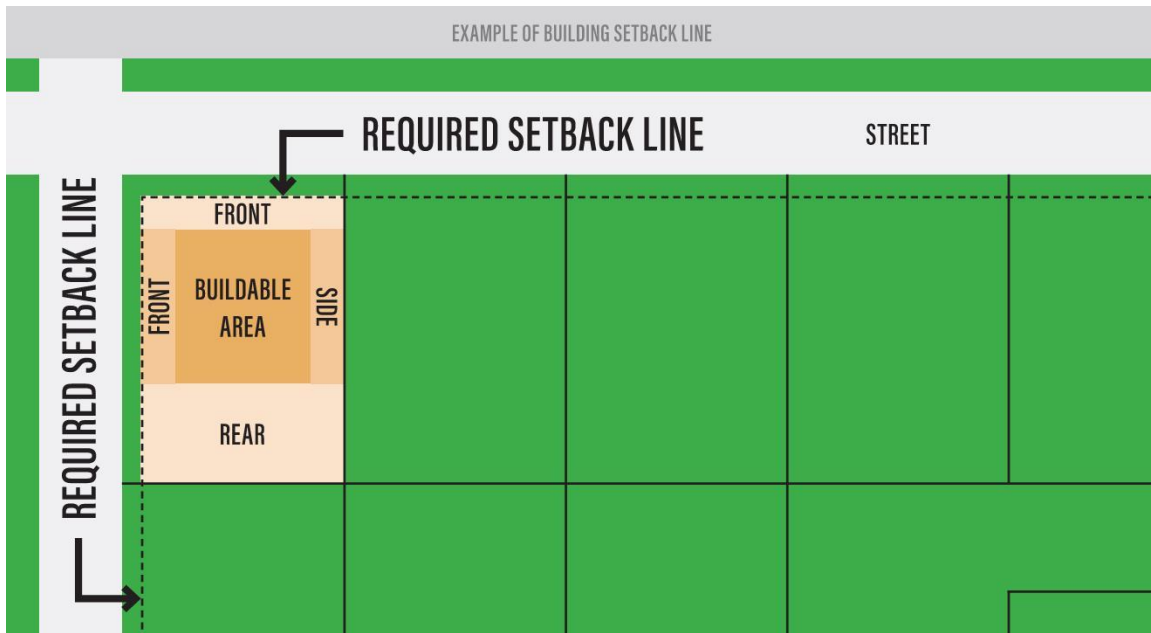 EXAMPLE OF BUILDING SETBACK LINE
REQUIRED SETBACK LINE
STREET
REQUIRED SETBACK LINE
FRONT
FRONT
BUILDABLE
AREA
SIDE
REAR